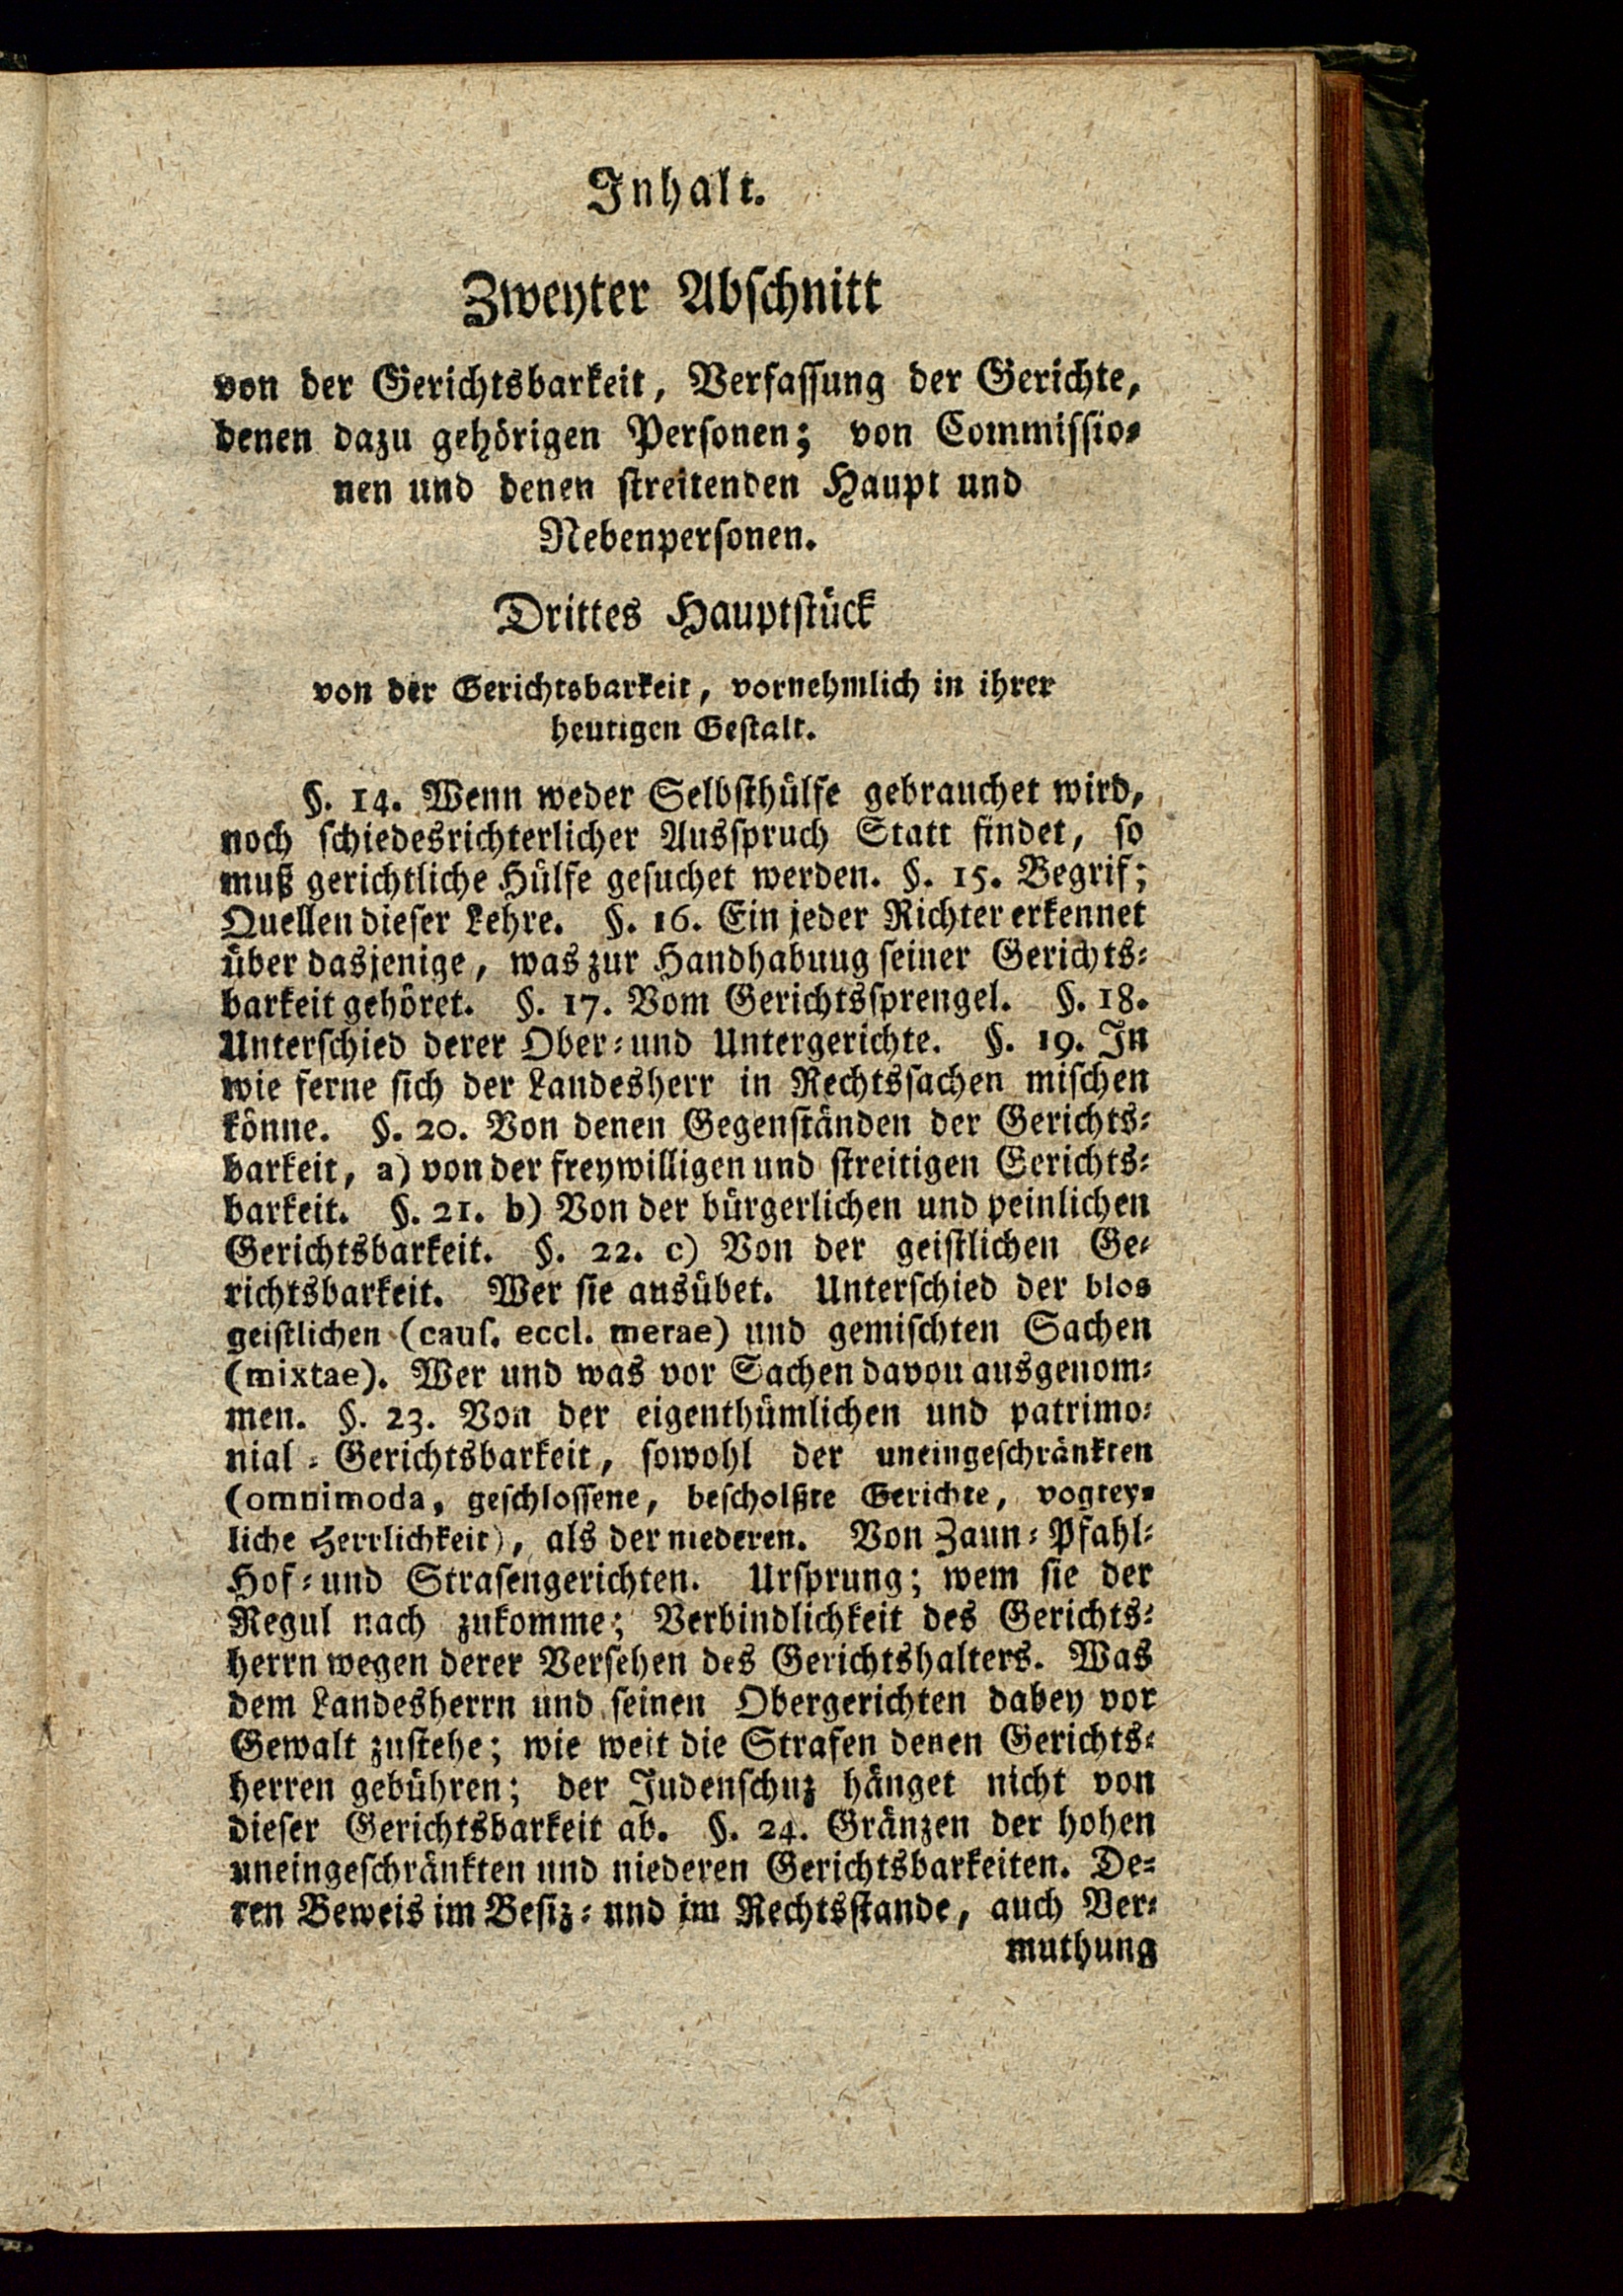 Inhalt.
Zweyter Abschnitt
von der Gerichtsbarkeit, Verfassung der Gerichte,
denen dazu gehörigen Personen; von Commissio-
nen und denen streitenden Haupt und
Nebenpersonen.
Drittes Hauptstück
von der Gerichtsbarkeit, vornehmlich in ihrer
heutigen Gestalt.
§. 14. Wenn weder Selbsthülfe gebrauchet wird,
noch schiedesrichterlicher Ausspruch Statt findet, so
muß gerichtliche Hülfe gesuchet werden. §. 15. Begrif;
Quellen dieser Lehre. §. 16. Ein jeder Richter erkennet
über dasjenige, was zur Handhabung seiner Gerichts-
barkeit gehöret. §. 17. Vom Gerichtssprengel. §. 18.
Unterschied derer Ober- und Untergerichte. §. 19. In
wie ferne sich der Landesherr in Rechtssachen mischen
könne. §. 20. Von denen Gegenständen der Gerichts-
barkeit, a) von der freywilligen und streitigen Gerichts-
barkeit. §. 21. b) Von der bürgerlichen und peinlichen
Gerichtsbarkeit. §. 22. c) Von der geistlichen Ge-
richtsbarkeit. Wer sie ausübet. Unterschied der blos
geistlichen (caus. eccl. merae) und gemischten Sachen
(mixtae). Wer und was vor Sachen davon ausgenom-
men. §. 23. Von der eigenthümlichen und patrimo-
nial - Gerichtsbarkeit, sowohl der uneingeschränkten
(omnimoda, geschlossene, bescholßte Gerichte, vogtey-
liche Herrlichkeit), als der niederen. Von Zaun- Pfahl-
Hof- und Strasengerichten. Ursprung; wem sie der
Regul nach zukomme; Verbindlichkeit des Gerichts-
herrn wegen derer Versehen des Gerichtshalters. Was
dem Landesherrn und seinen Obergerichten dabey vor
Gewalt zustehe; wie weit die Strafen denen Gerichts-
herren gebühren; der Judenschuz hänget nicht von
dieser Gerichtsbarkeit ab. §. 24. Gränzen der hohen
uneingeschränkten und niederen Gerichtsbarkeiten. De-
ren Beweis im Besiz- und im Rechtsstande, auch Ver-
muthung